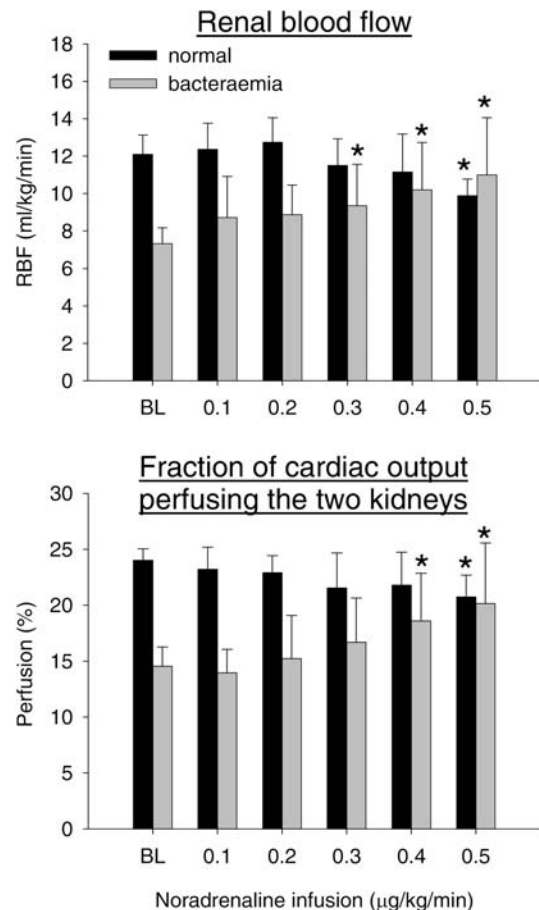 Renal blood flow
18
16
14
12
10
8
6
4
2
0
RBF (ml/kg/min)
normal
bacteraemia
*
*
*
*
BL 0.1 0.2 0.3 0.4 0.5
Fraction of cardiac output
perfusing the two kidneys
30
25
20
15
10
5
0
Perfusion (%)
*
*
*
BL 0.1 0.2 0.3 0.4 0.5
Noradrenaline infusion (μg/kg/min)